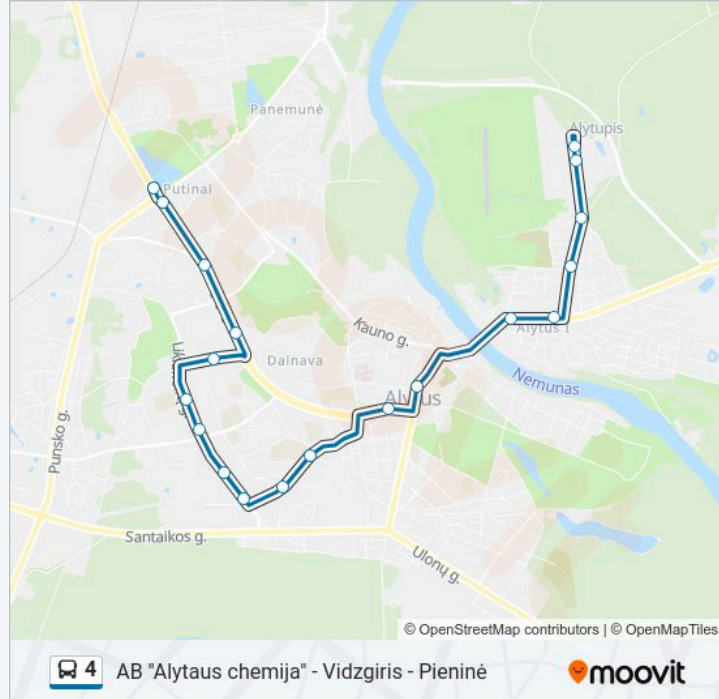 Panemunė
Alytupis
Putinai
Kauno g.
Alytus I
Dainava
Nemunas
Alytus
Punsko g.
Santaikos g.
Ulonų g.
© OpenStreetMap contributors | © OpenMapTiles
4 AB "Alytaus chemija" - Vidzgiris - Pieninė
moovit